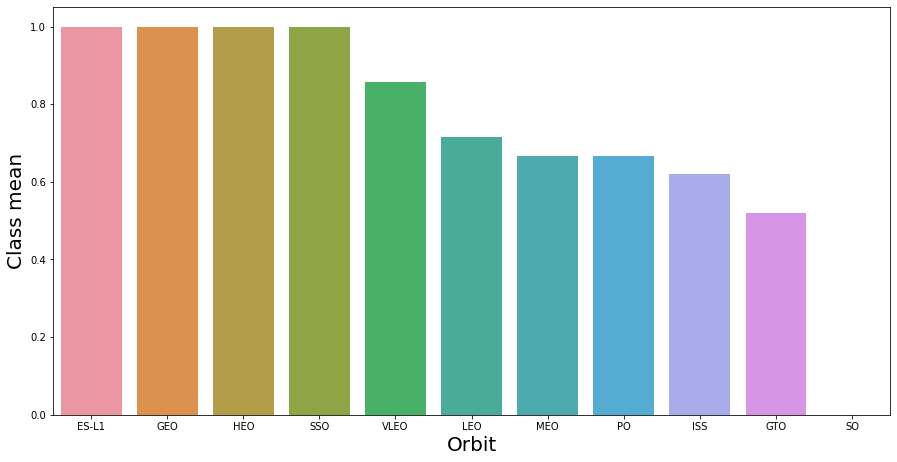 1.0
0.8
0.6
0.4
0.2
0.0
Class mean
ES-L1 GEO HEO SSO VLEO LEO MEO PO ISS GTO SO
Orbit